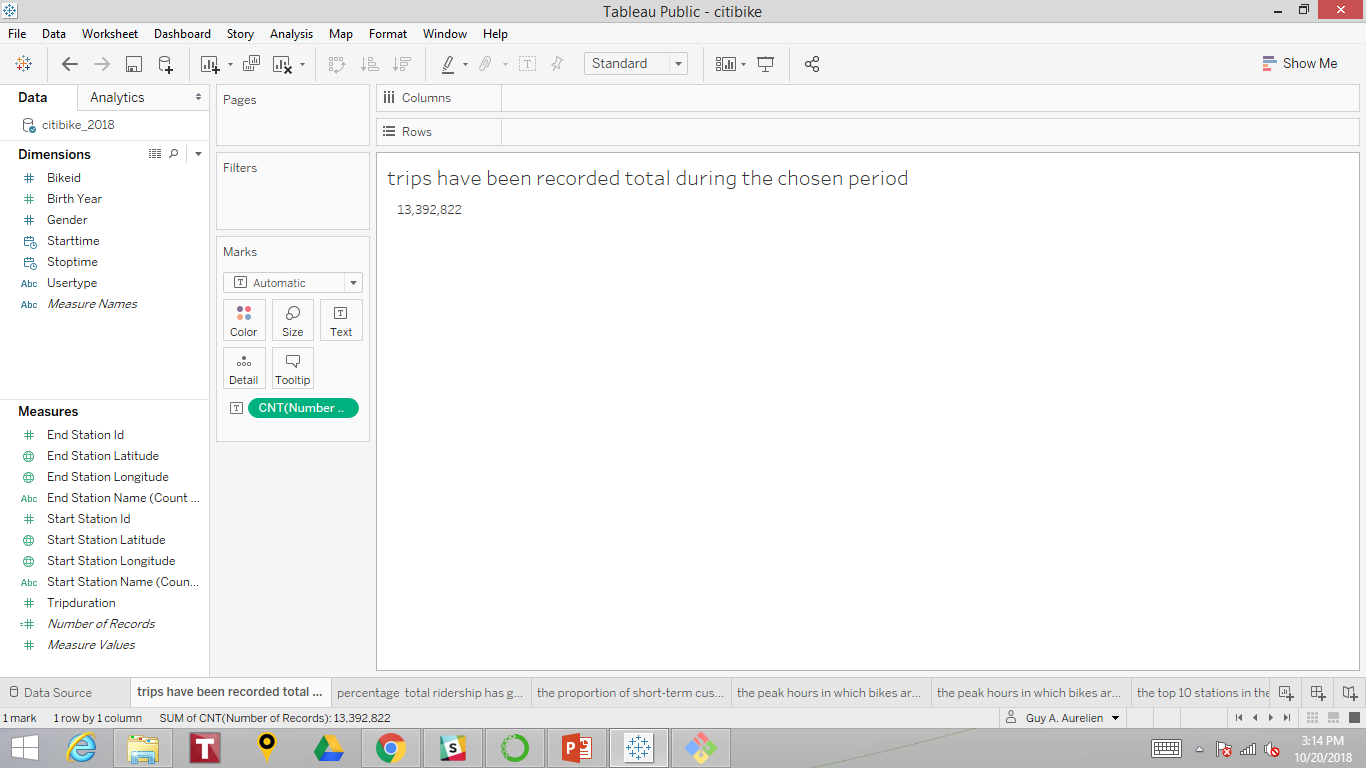 Tableau Public - citibike
File Data Worksheet Dashboard Story Analysis Map Format Window Help
Standard
Show Me
Data
Analytics
citibike_2018
Dimensions
Bikeid
Birth Year
Gender
Starttime
Stoptime
Abc Usertype
Abc Measure Names
Measures
End Station Id
End Station Latitude
End Station Longitude
Abc End Station Name (Count ...
Start Station Id
Start Station Latitude
Start Station Longitude
Abc Start Station Name (Coun...
Tripduration
=# Number of Records
Measure Values
Pages
Filters
Marks
T Automatic
Color
Size
T Text
Detail
Tooltip
T CNT(Number ..
Columns
Rows
trips have been recorded total during the chosen period
13,392,822
Data Source
trips have been recorded total ...
percentage total ridership has g...
the proportion of short-term cus...
the peak hours in which bikes ar...
the peak hours in which bikes ar...
the top 10 stations in the
1 mark
1 row by 1 column
SUM of CNT(Number of Records): 13,392,822
Guy A. Aurelien
3:14 PM
10/20/2018